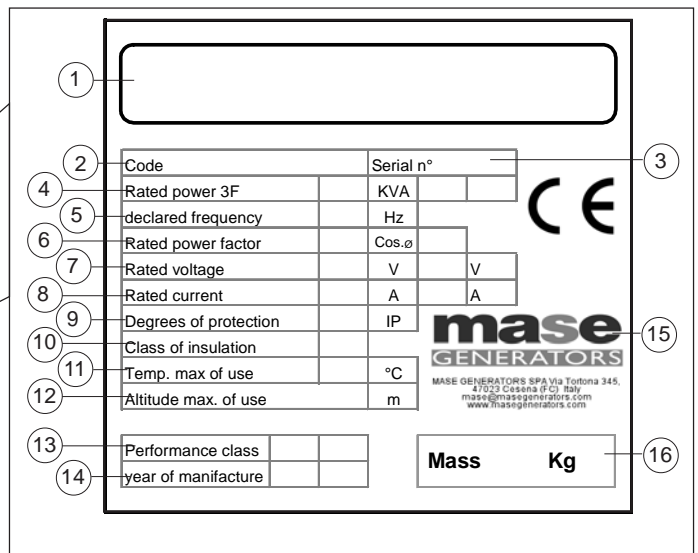 1
2 Code Serial n° 3
4 Rated power 3F KVA
5 declared frequency Hz
6 Rated power factor Cos.ø
7 Rated voltage V V
8 Rated current A A
9 Degrees of protection IP
10 Class of insulation
11 Temp. max of use °C
12 Altitude max. of use m
CE
mase 15
GENERATORS
MASE GENERATORS SPA Via Tortona 345,
47023 Cesena (FC) Italy
mase@masegenerators.com
www.masegenerators.com
13 Performance class
14 year of manifacture
Mass Kg 16